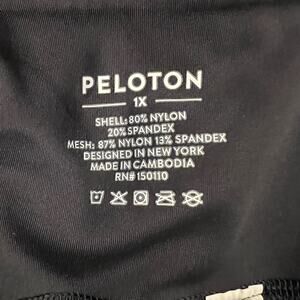 PELOTON
1X
SHELL: 80% NYLON
20% SPANDEX
MESH: 87% NYLON 13% SPANDEX
DESIGNED IN NEW YORK
MADE IN CAMBODIA
RN# 150110